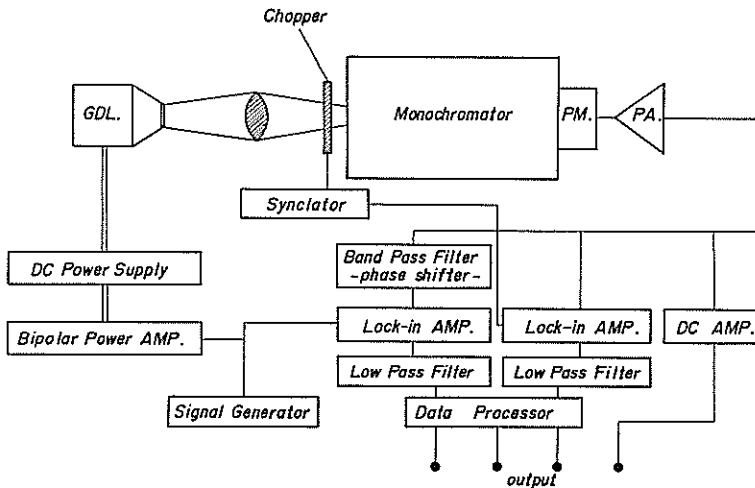 Chopper
GDL.
Monochromator
PM.
PA.
Synclator
DC Power Supply
Band Pass Filter
-phase shifter-
Bipolar Power AMP.
Lock-in AMP.
Lock-in AMP.
DC AMP.
Low Pass Filter
Low Pass Filter
Signal Generator
Data Processor
output